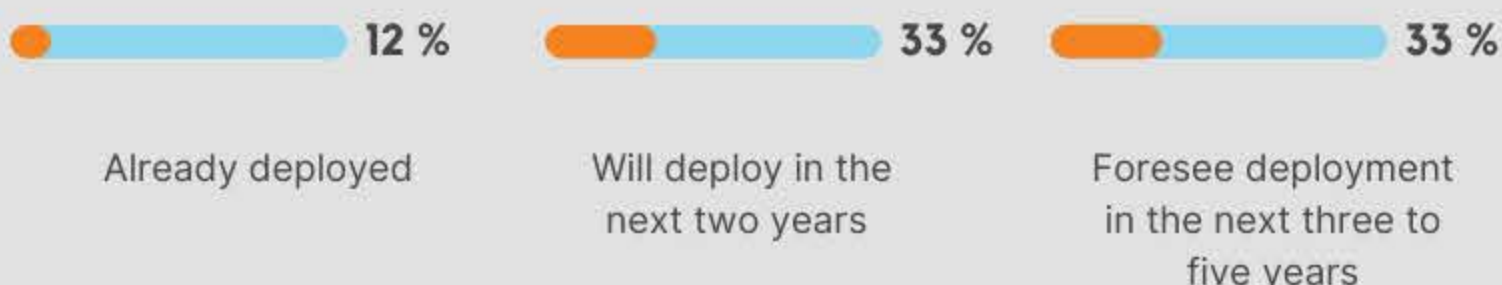 12 % 33 % 33 %
Already deployed
Will deploy in the
next two years
Foresee deployment
in the next three to
five years